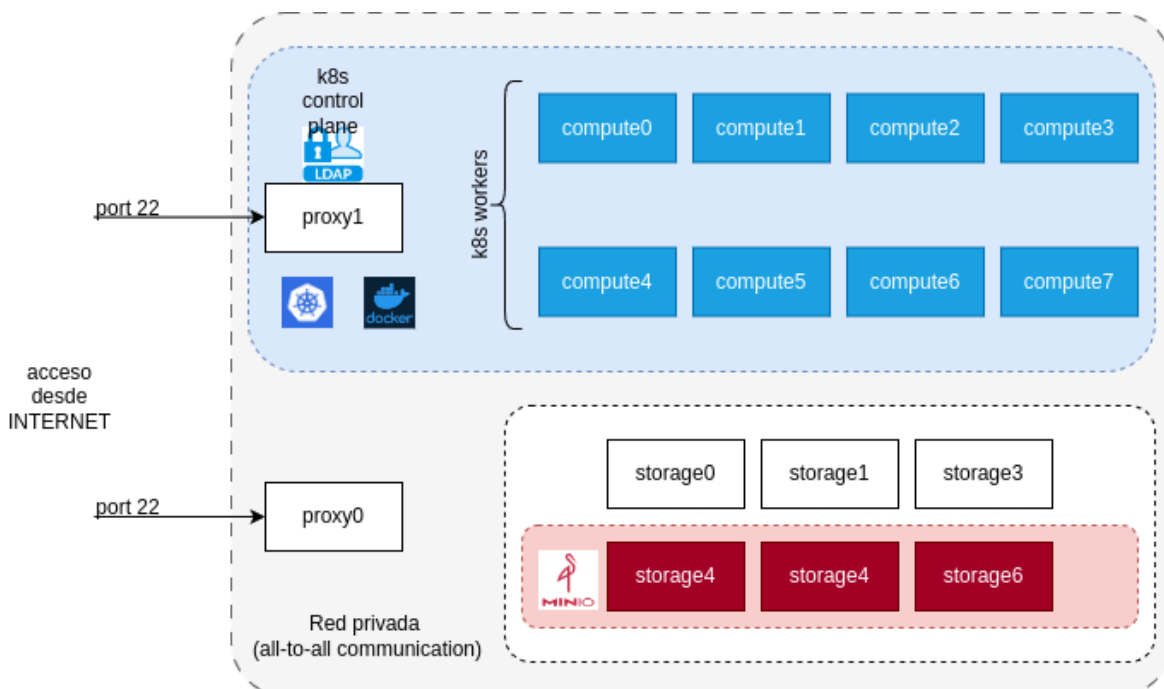 k8s
control
plane
LDAP
port 22
proxy1
docker
k8s workers
compute0
compute1
compute2
compute3
compute4
compute5
compute6
compute7
acceso
desde
INTERNET
port 22
proxy0
storage0
storage1
storage3
MINIO
storage4
storage4
storage6
Red privada
(all-to-all communication)